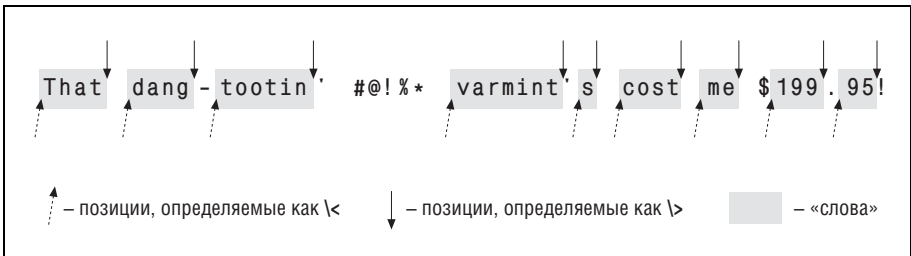 That dang-tootin' #@!%* varmint's cost me $199.95!
– позиции, определяемые как \< – позиции, определяемые как \> – «слова»